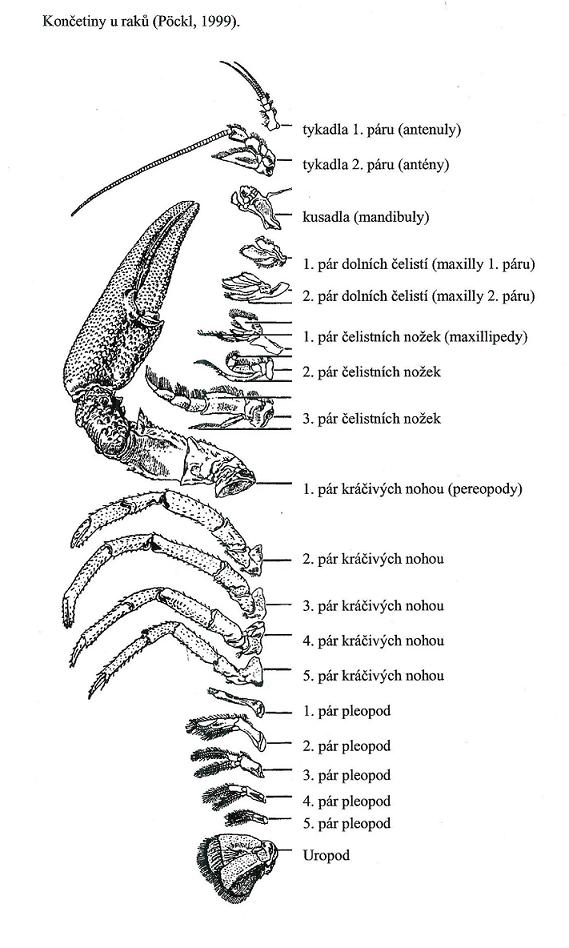 Končetiny u raků (Pöckl, 1999).
tykadla 1. páru (antenuly)
tykadla 2. páru (antény)
kusadla (mandibuly)
1. pár dolních čelistí (maxilly 1. páru)
2. pár dolních čelistí (maxilly 2. páru)
1. pár čelistních nožek (maxillipedy)
2. pár čelistních nožek
3. pár čelistních nožek
1. pár kráčivých nohou (pereopody)
2. pár kráčivých nohou
3. pár kráčivých nohou
4. pár kráčivých nohou
5. pár kráčivých nohou
1. pár pleopod
2. pár pleopod
3. pár pleopod
4. pár pleopod
5. pár pleopod
Uropod